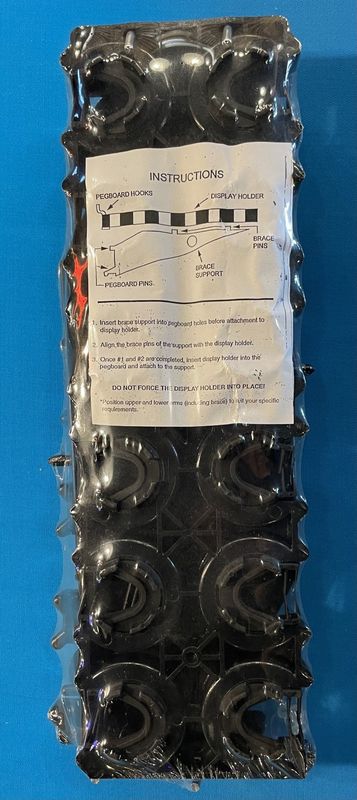 INSTRUCTIONS
PEGBOARD HOOKS
DISPLAY HOLDER
BRACE
PINS
BRACE
SUPPORT
PEGBOARD PINS.
1. Insert brace support into pegboard holes before attachment to
display holder.
2. Align the brace pins of the support with the display holder.
3. Once #1 and #2 are completed, insert display holder into the
pegboard and attach to the support.
DO NOT FORCE THE DISPLAY HOLDER INTO PLACE!
*Position upper and lower arms (including brace) to suit your specific
requirements.